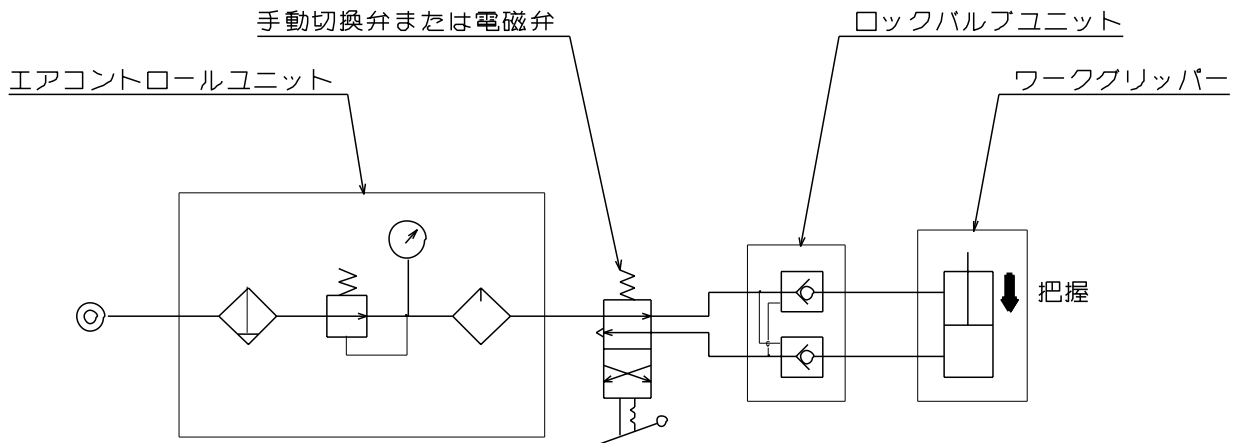 手動切換弁または電磁弁
ロックバルブユニット
エアコントロールユニット
ワークグリッパー
把握